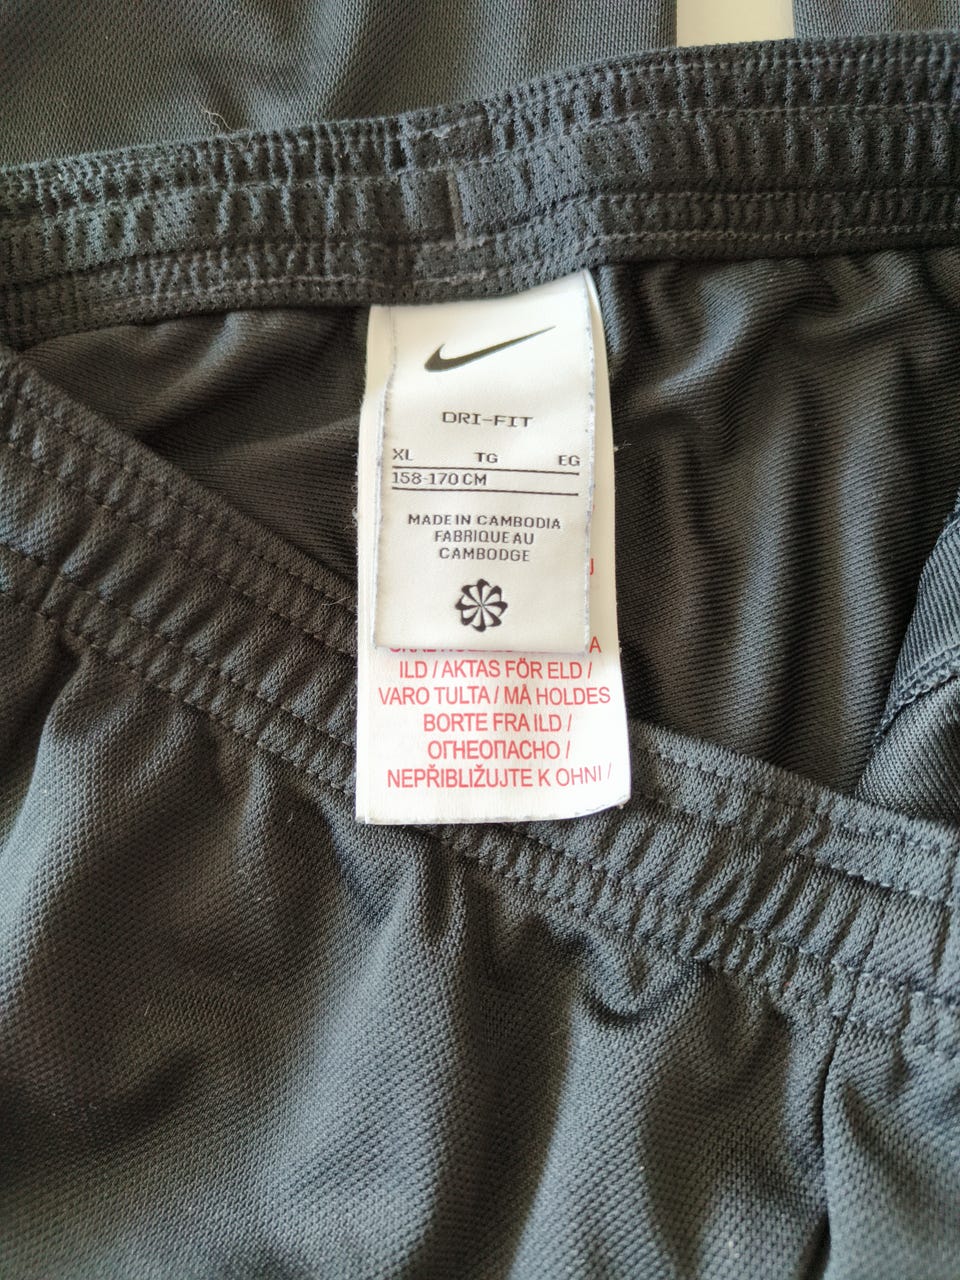 DRI-FIT
XL TG EG
158-170 CM
MADE IN CAMBODIA
FABRIQUE AU
CAMBODGE
ILD / AKTAS FÖR ELD /
VARO TULTA / MÅ HOLDES
BORTE FRA ILD /
ОГНЕОПАСНО /
NEPŘIBLIŽUJTE K OHNI /